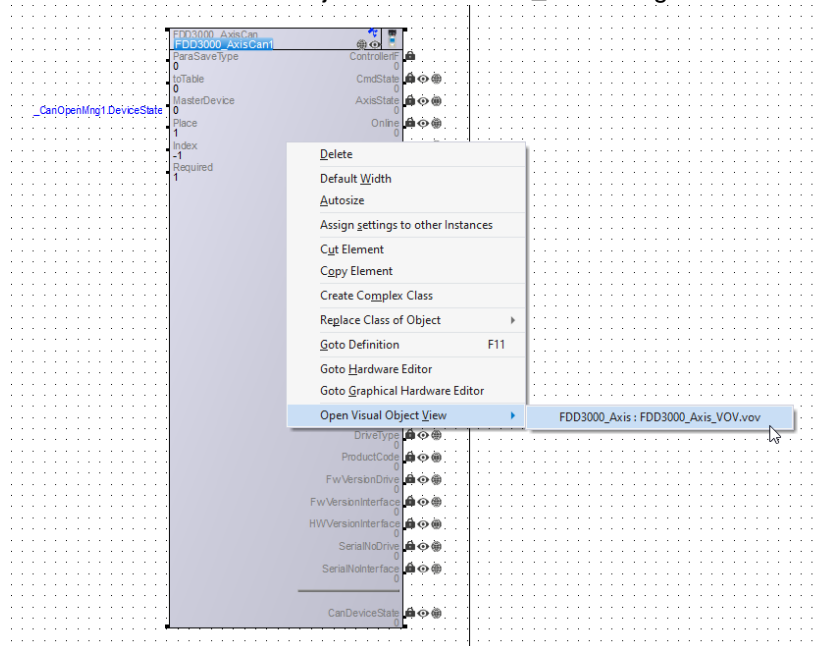 FDD3000_AxisCan
FDD3000_AxisCan1
ParaSaveType
0
ControllerIF
0
toTable
0
CmdState
0
MasterDevice
0
AxisState
0
_CanOpenMng1.DeviceState
Place
1
Online
0
Index
-1
Required
1
Delete
Default Width
Autosize
Assign settings to other Instances
Cut Element
Copy Element
Create Complex Class
Replace Class of Object
Goto Definition F11
Goto Hardware Editor
Goto Graphical Hardware Editor
Open Visual Object View
FDD3000_Axis : FDD3000_Axis_VOV.vov
DriveType
0
ProductCode
0
FwVersionDrive
0
FwVersionInterface
0
HWVersionInterface
0
SerialNoDrive
0
SerialNoInterface
0
CanDeviceState
0